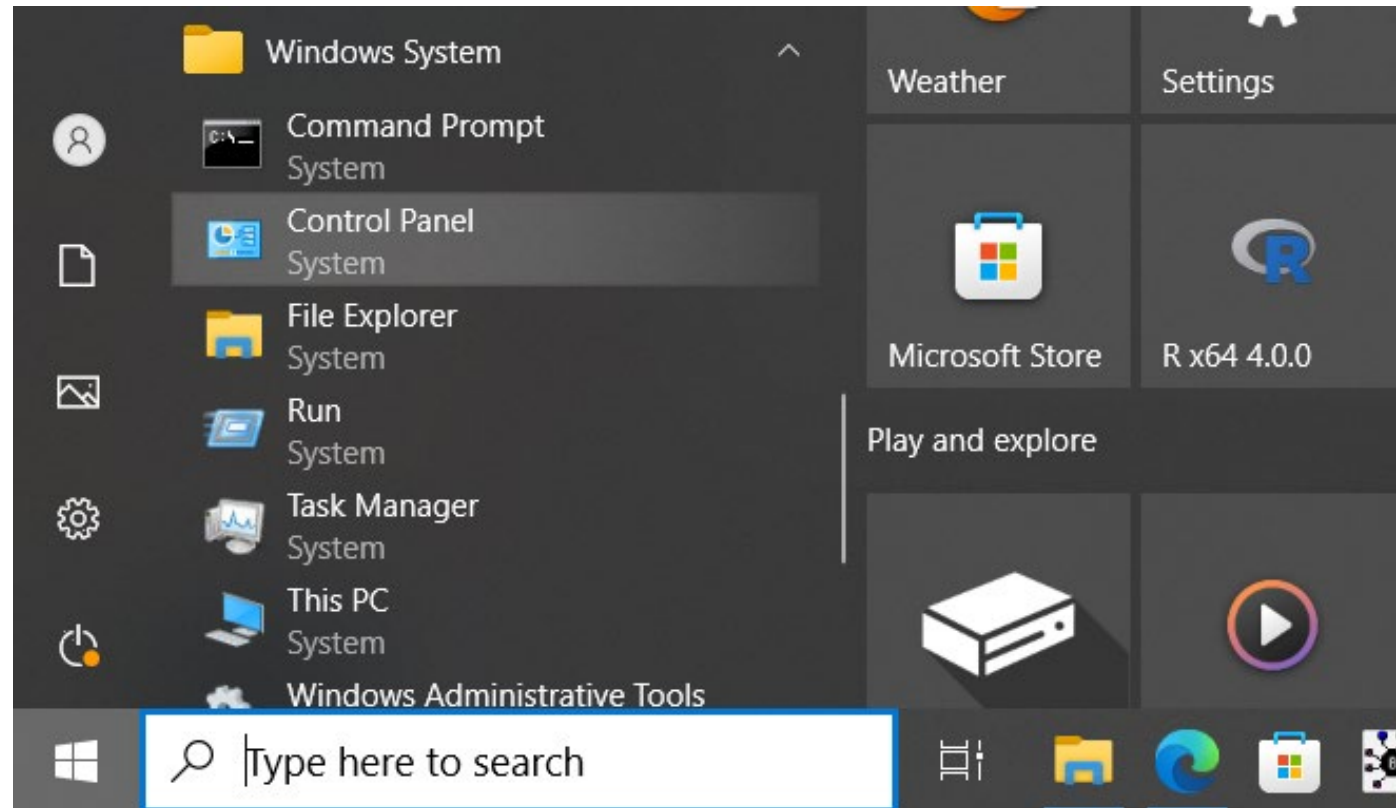 Windows System
Command Prompt
System
Control Panel
System
File Explorer
System
Run
System
Task Manager
System
This PC
System
Windows Administrative Tools
Weather
Settings
Microsoft Store
R x64 4.0.0
Play and explore
Type here to search